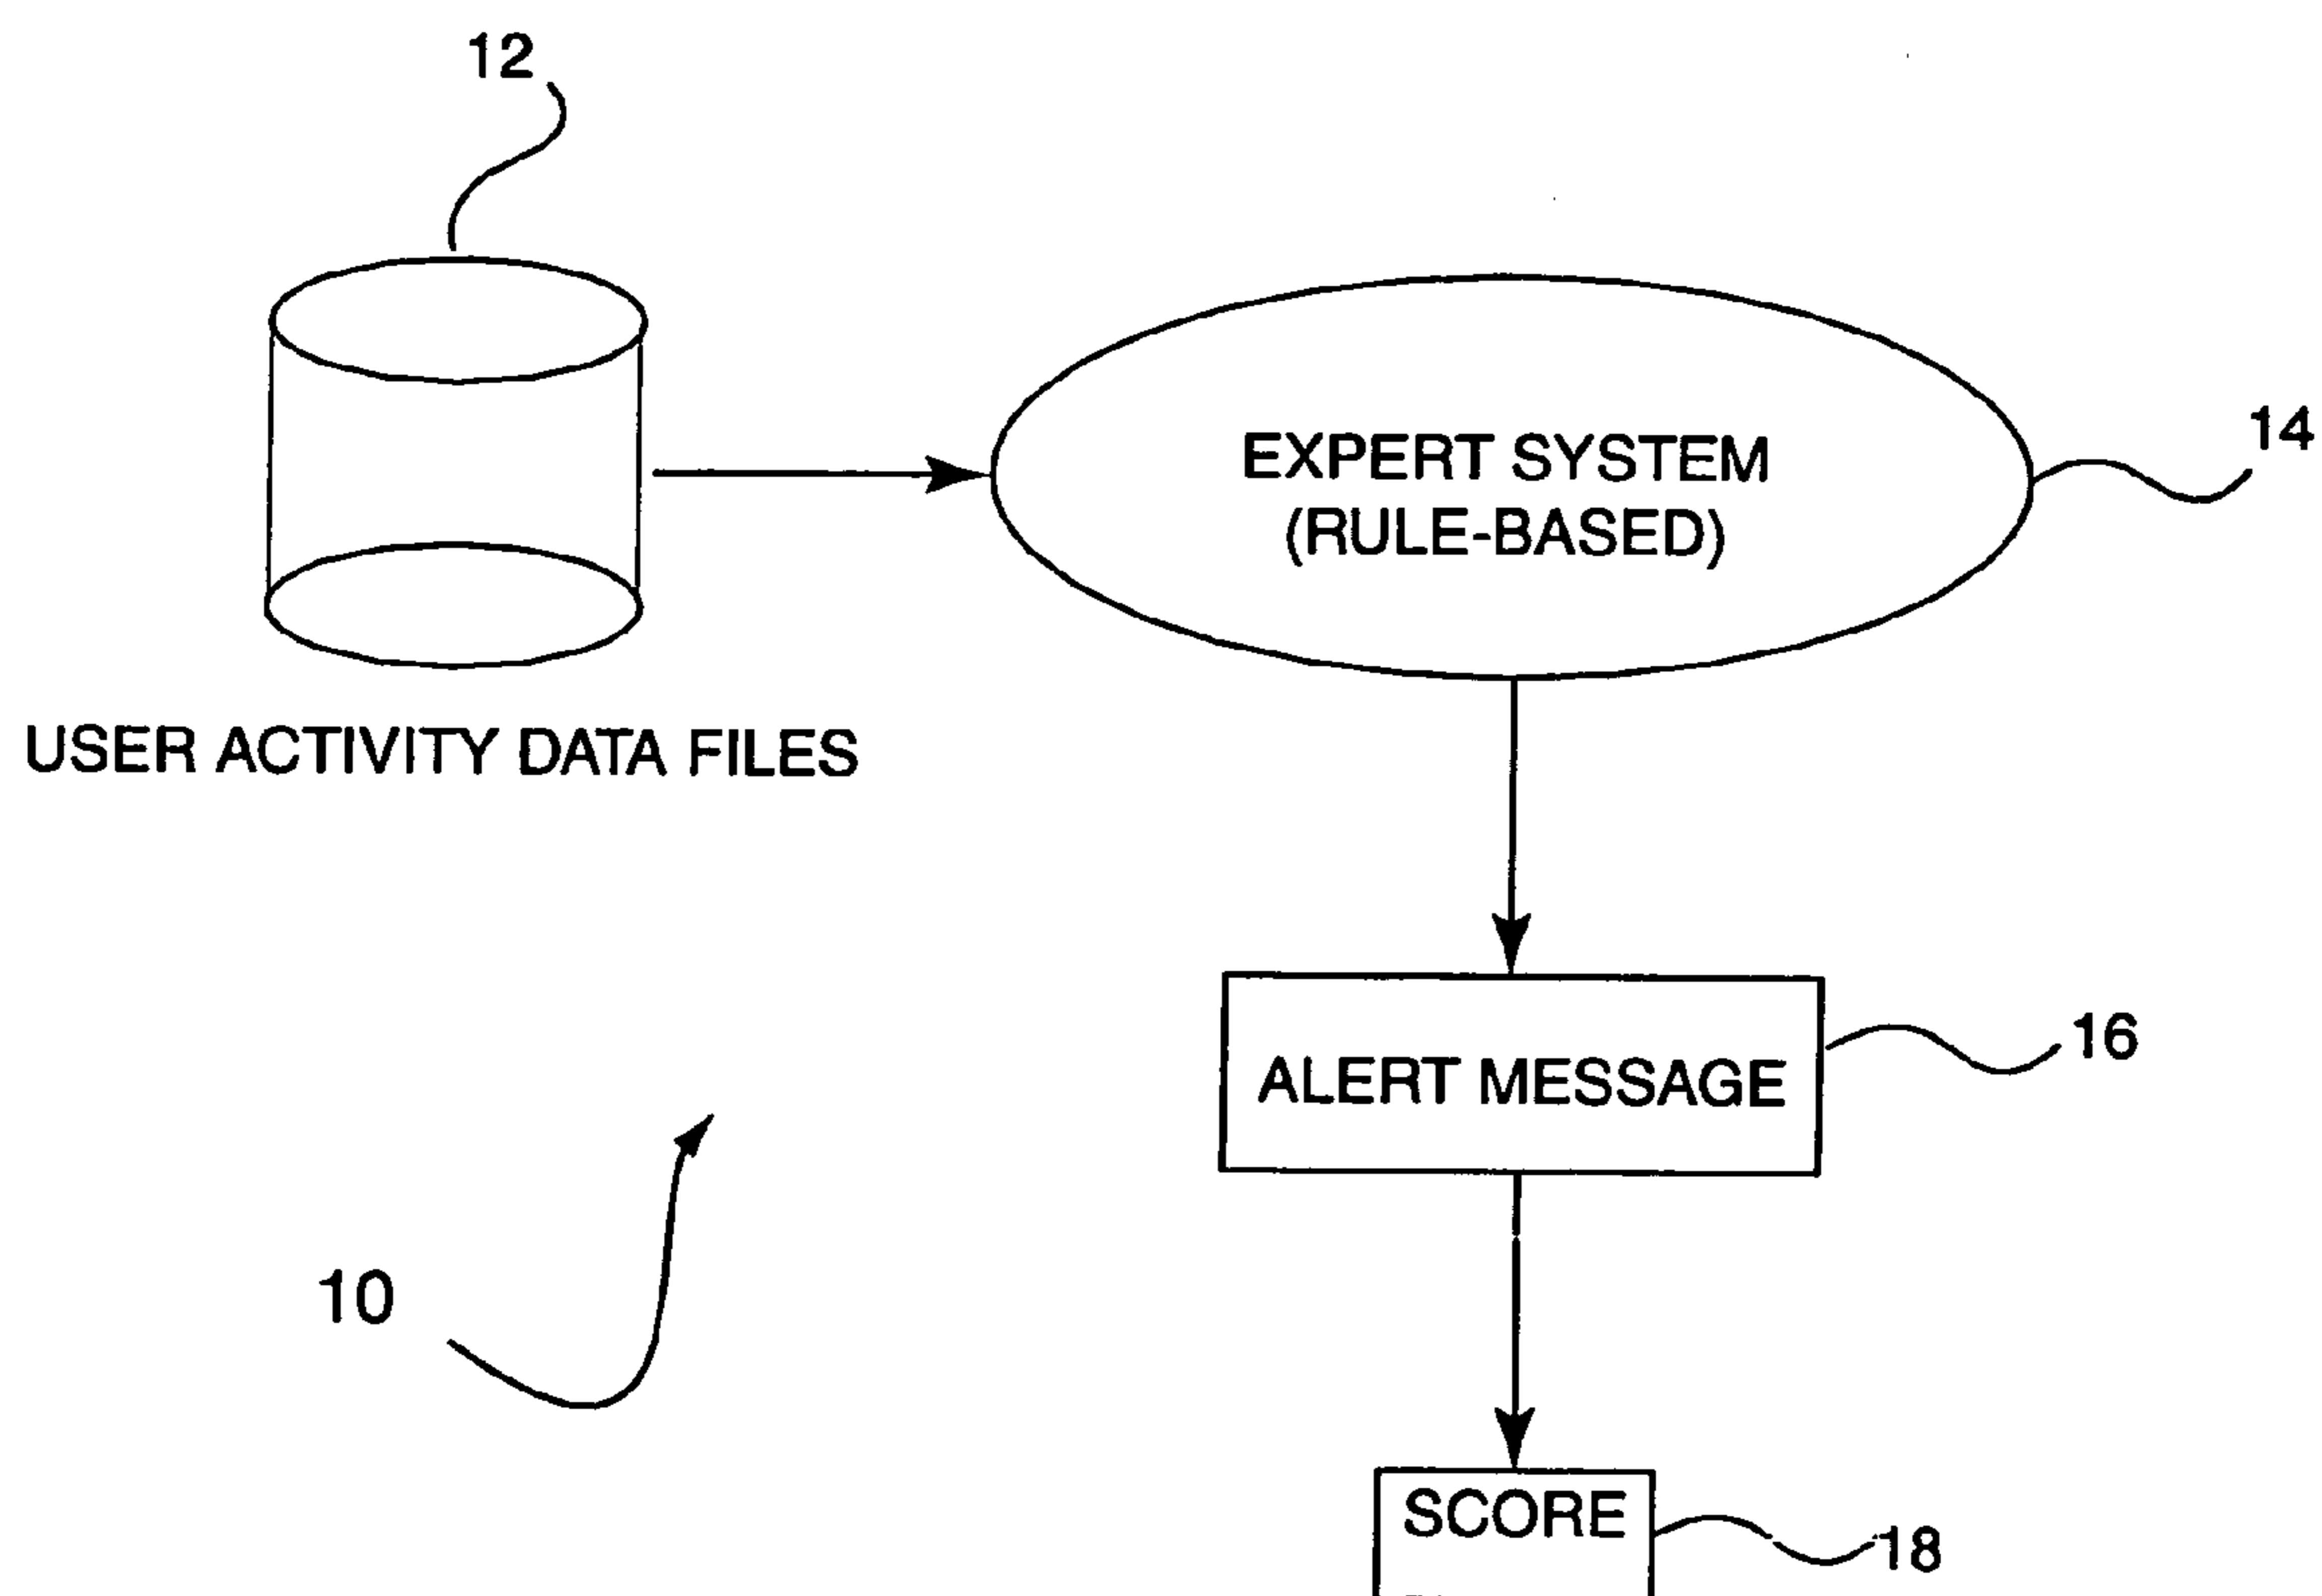 12
EXPERT SYSTEM
(RULE-BASED)
14
USER ACTIVITY DATA FILES
ALERT MESSAGE
16
10
SCORE
18